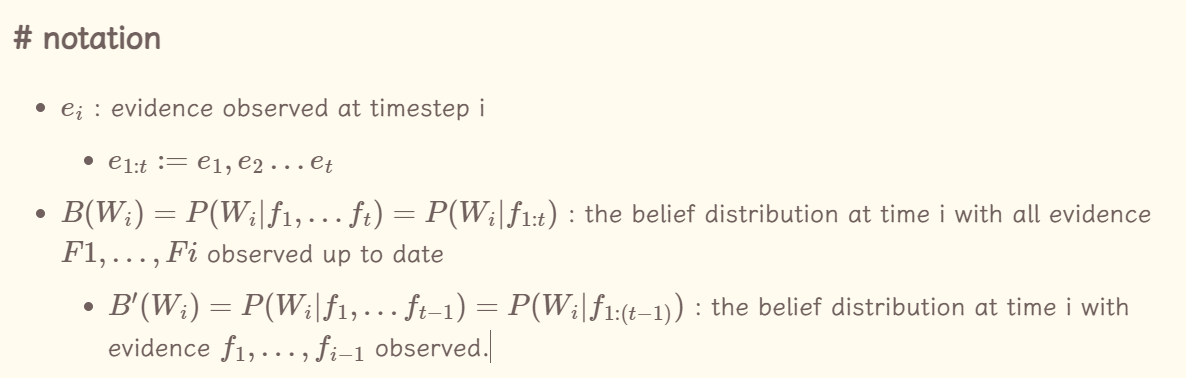 # notation
• e_i : evidence observed at timestep i
• e_{1:t} := e_1, e_2 … e_t
• B(W_i) = P(W_i|f_1, … f_t) = P(W_i|f_{1:t}) : the belief distribution at time i with all evidence
F1, … , Fi observed up to date
• B′(W_i) = P(W_i|f_1, … f_{t−1}) = P(W_i|f_{1:(t−1)}) : the belief distribution at time i with
evidence f_1, … , f_{i−1} observed.